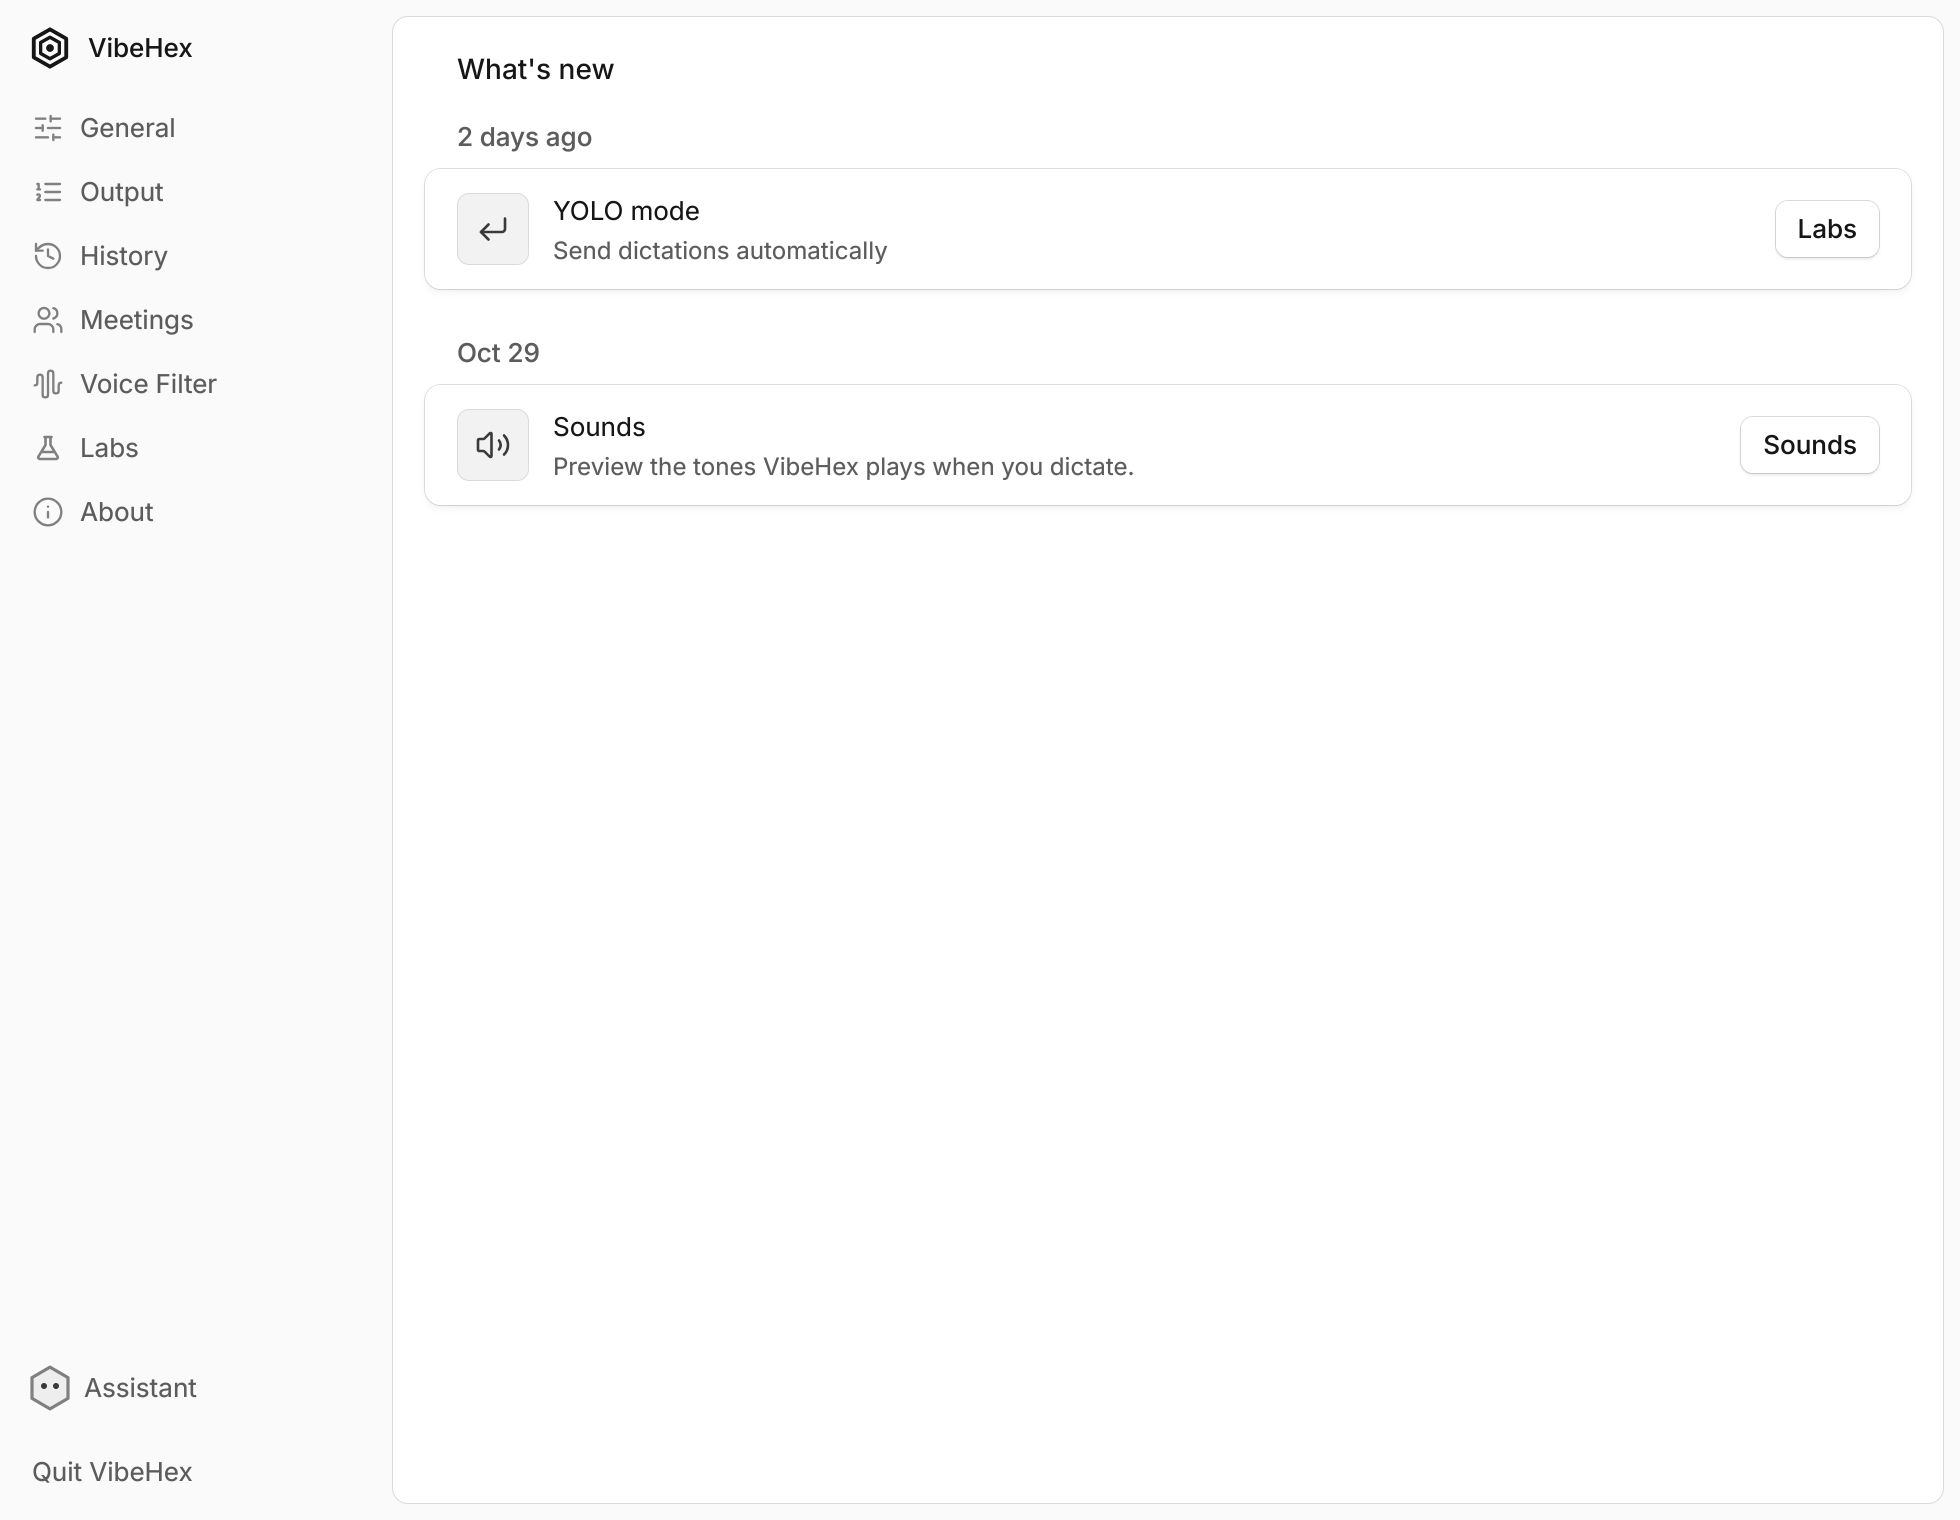 VibeHex
General
Output
History
Meetings
Voice Filter
Labs
About
Assistant
Quit VibeHex
What's new
2 days ago
YOLO mode
Send dictations automatically
Labs
Oct 29
Sounds
Preview the tones VibeHex plays when you dictate.
Sounds